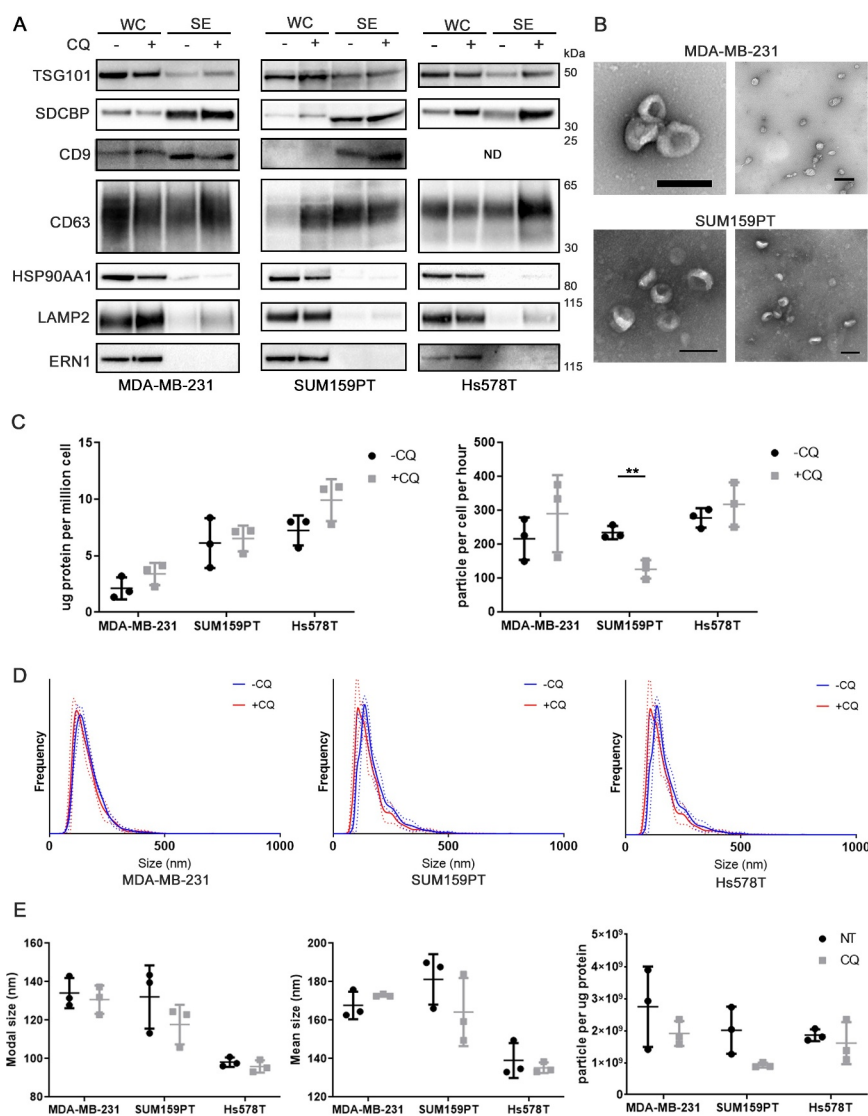 A
WC SE WC SE WC SE
CQ - + - + - + - + - + - + kDa
TSG101 50
SDCBP 30
CD9 ND 25
CD63 65
30
HSP90AA1 80
LAMP2 115
ERN1 115
MDA-MB-231 SUM159PT Hs578T
B
MDA-MB-231
SUM159PT
C
ug protein per million cell
15
10
5
0
MDA-MB-231 SUM159PT Hs578T
-CQ
+CQ
particle per cell per hour
500
400
300
200
100
0
**
MDA-MB-231 SUM159PT Hs578T
-CQ
+CQ
D
Frequency
-CQ
+CQ
0 500 1000
Size (nm)
MDA-MB-231
Frequency
-CQ
+CQ
0 500 1000
Size (nm)
SUM159PT
Frequency
-CQ
+CQ
0 500 1000
Size (nm)
Hs578T
E
Modal size (nm)
160
140
120
100
80
MDA-MB-231 SUM159PT Hs578T
Mean size (nm)
200
180
160
140
120
MDA-MB-231 SUM159PT Hs578T
particle per ug protein
5×10⁹
4×10⁹
3×10⁹
2×10⁹
1×10⁹
0
MDA-MB-231 SUM159PT Hs578T
NT
CQ